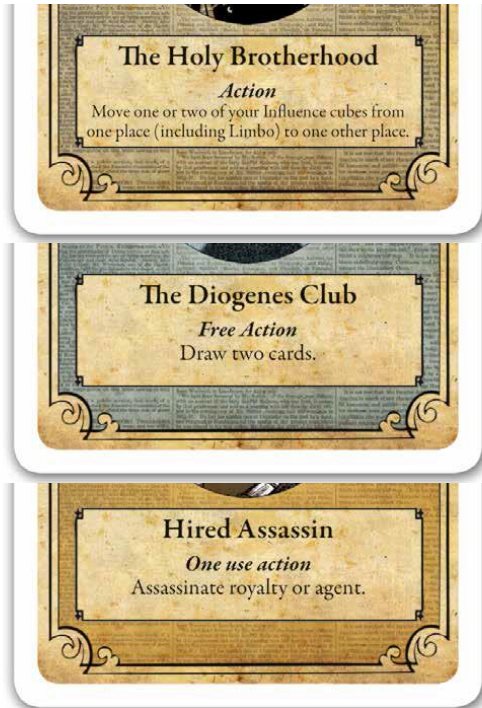 The Holy Brotherhood
Action
Move one or two of your Influence cubes from
one place (including Limbo) to one other place.
The Diogenes Club
Free Action
Draw two cards.
Hired Assassin
One use action
Assassinate royalty or agent.